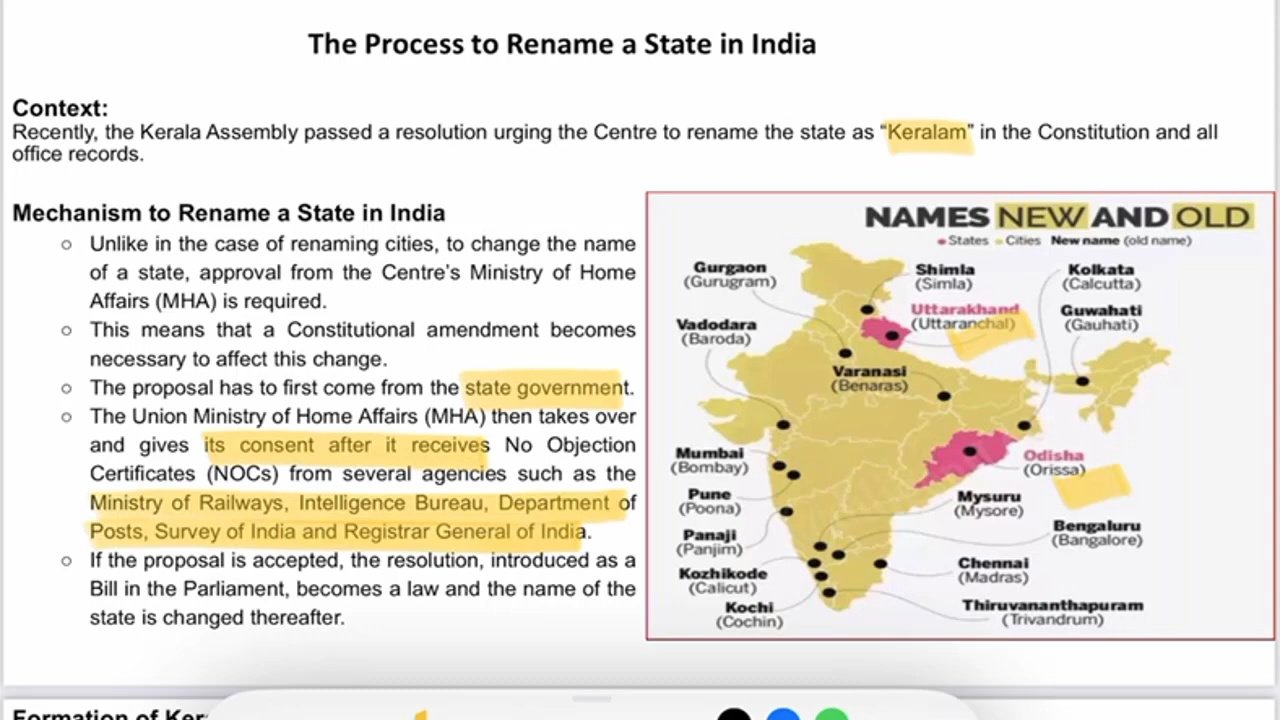 The Process to Rename a State in India
Context:
Recently, the Kerala Assembly passed a resolution urging the Centre to rename the state as “Keralam” in the Constitution and all
office records.
Mechanism to Rename a State in India
○ Unlike in the case of renaming cities, to change the name
of a state, approval from the Centre’s Ministry of Home
Affairs (MHA) is required.
○ This means that a Constitutional amendment becomes
necessary to affect this change.
○ The proposal has to first come from the state government.
○ The Union Ministry of Home Affairs (MHA) then takes over
and gives its consent after it receives No Objection
Certificates (NOCs) from several agencies such as the
Ministry of Railways, Intelligence Bureau, Department of
Posts, Survey of India and Registrar General of India.
○ If the proposal is accepted, the resolution, introduced as a
Bill in the Parliament, becomes a law and the name of the
state is changed thereafter.
NAMES NEW AND OLD
States Cities New name (old name)
Gurgaon
(Gurugram)
Shimla
(Simla)
Kolkata
(Calcutta)
Uttarakhand
(Uttaranchal)
Guwahati
(Gauhati)
Vadodara
(Baroda)
Varanasi
(Benaras)
Mumbai
(Bombay)
Odisha
(Orissa)
Pune
(Poona)
Mysuru
(Mysore)
Bengaluru
(Bangalore)
Panaji
(Panjim)
Chennai
(Madras)
Kozhikode
(Calicut)
Kochi
(Cochin)
Thiruvananthapuram
(Trivandrum)
Formation of